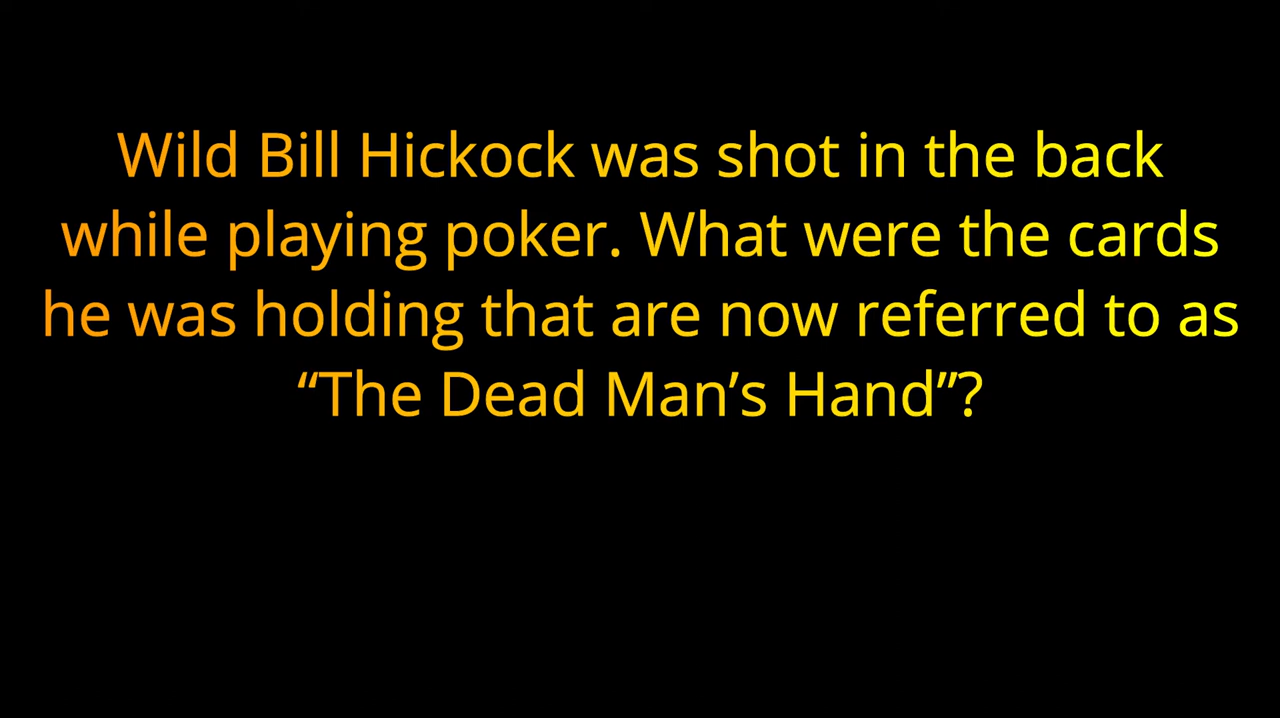 Wild Bill Hickock was shot in the back
while playing poker. What were the cards
he was holding that are now referred to as
“The Dead Man’s Hand”?